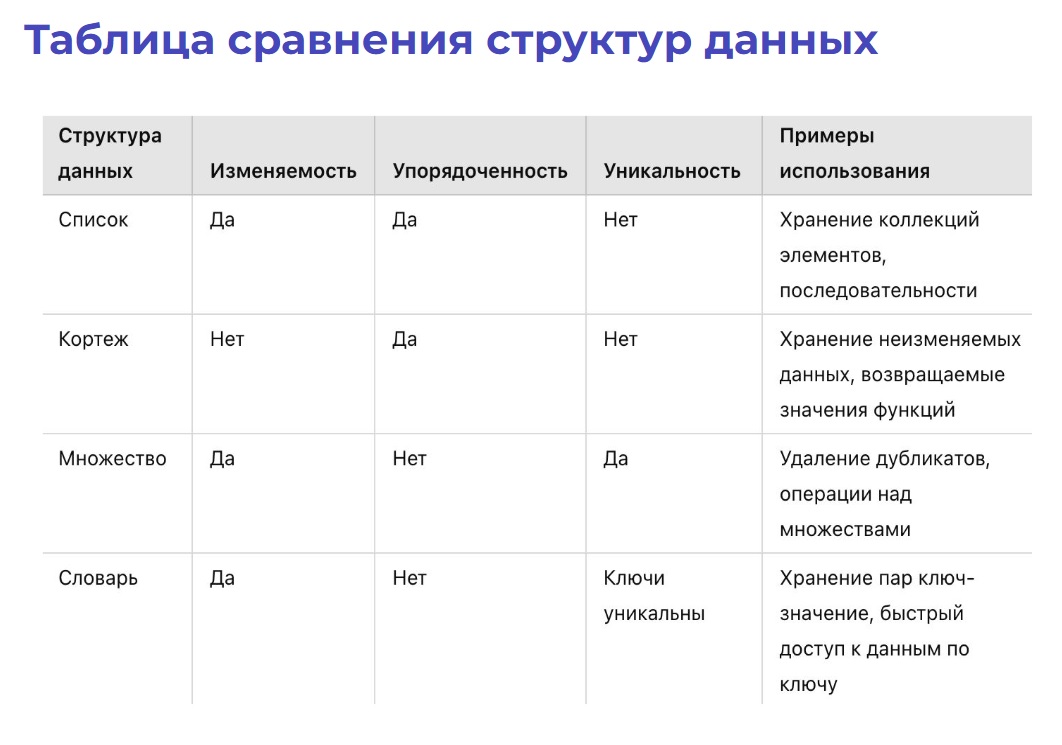 Таблица сравнения структур данных
Структура
данных
Изменяемость
Упорядоченность
Уникальность
Примеры
использования
Список
Да
Да
Нет
Хранение коллекций
элементов,
последовательности
Кортеж
Нет
Да
Нет
Хранение неизменяемых
данных, возвращаемые
значения функций
Множество
Да
Нет
Да
Удаление дубликатов,
операции над
множествами
Словарь
Да
Нет
Ключи
уникальны
Хранение пар ключ-
значение, быстрый
доступ к данным по
ключу